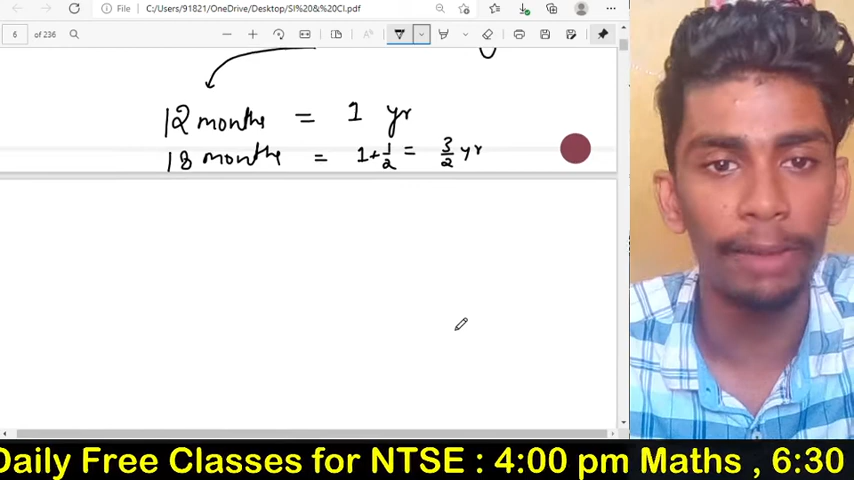 File C:/Users/91821/OneDrive/Desktop/SI%20&%20CI.pdf
6 of 236
12 months = 1 yr
18 months = 1+1/2 = 3/2 yr
Daily Free Classes for NTSE : 4:00 pm Maths , 6:30